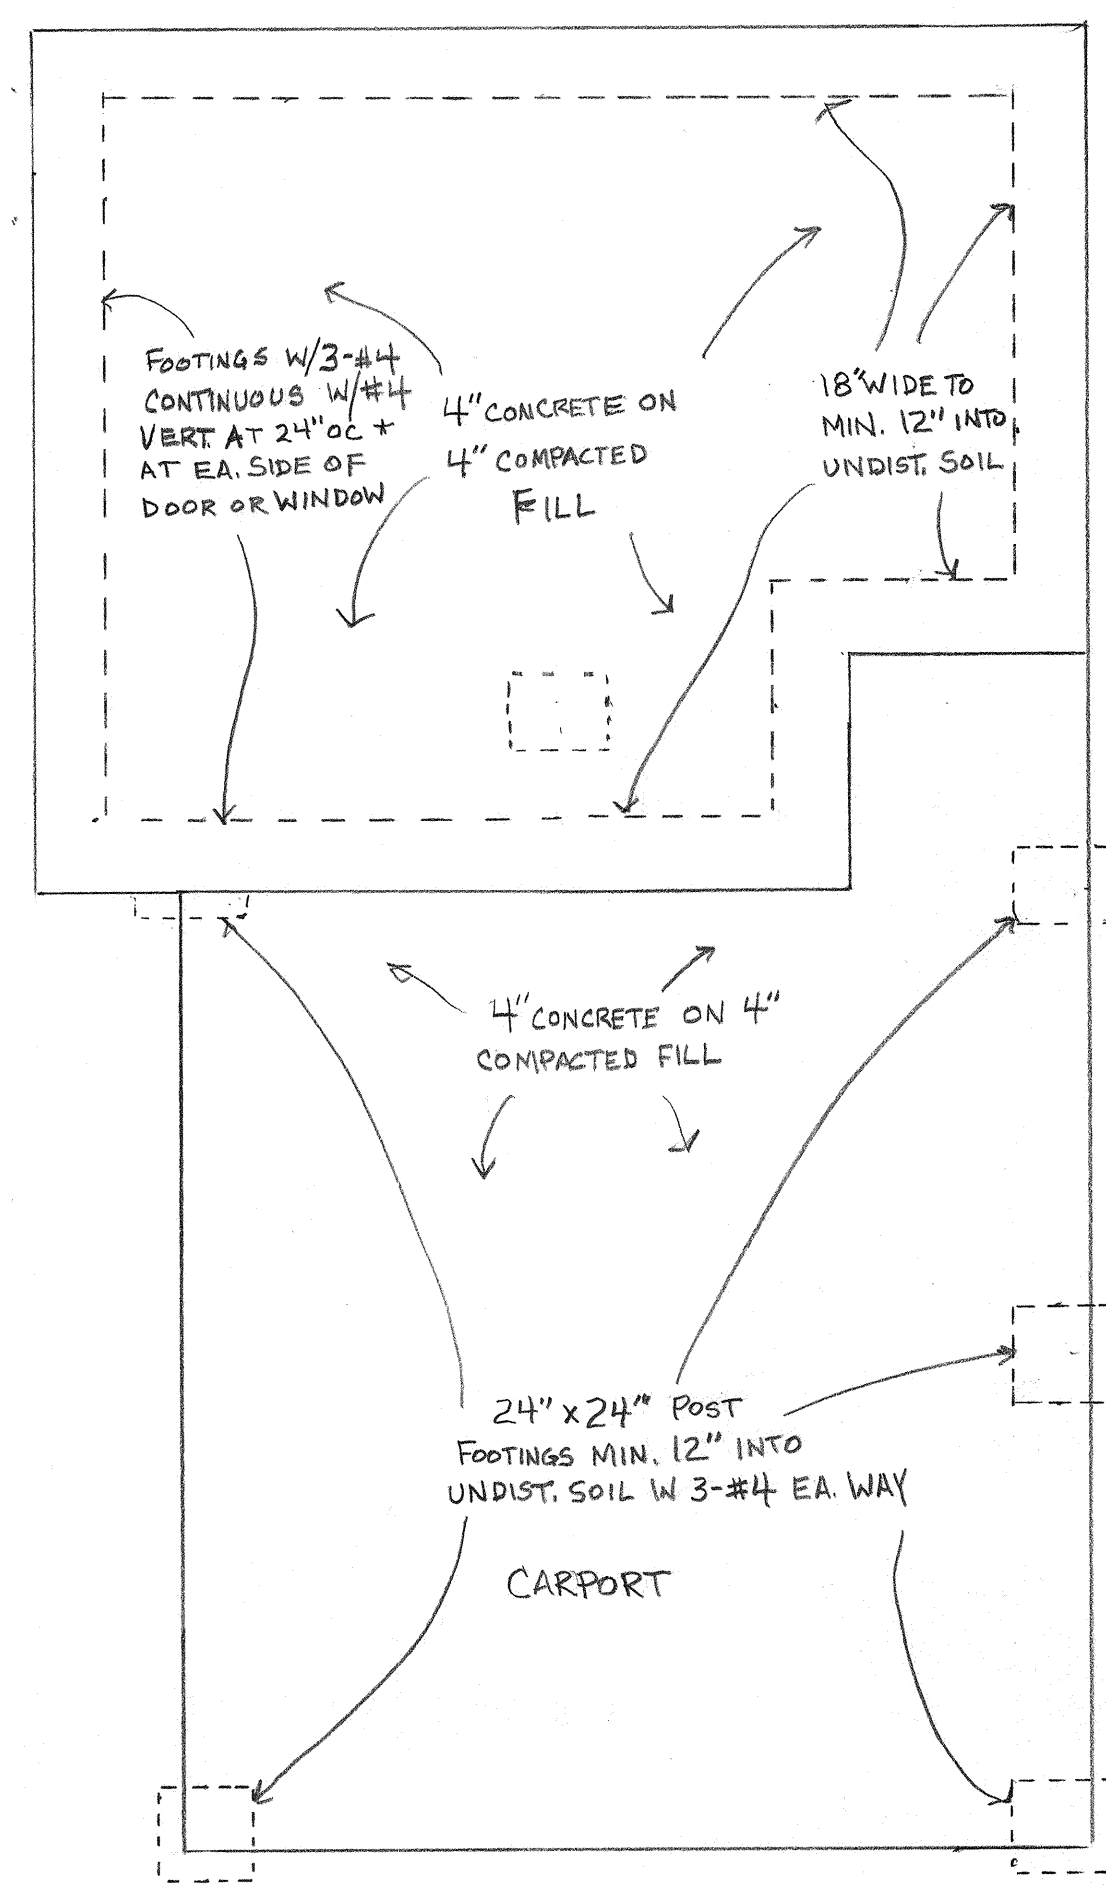 FOOTINGS W/3-#4
CONTINUOUS W/#4
VERT. AT 24"OC +
AT EA. SIDE OF
DOOR OR WINDOW
4" CONCRETE ON
4" COMPACTED
FILL
18" WIDE TO
MIN. 12" INTO
UNDIST. SOIL
4" CONCRETE ON 4"
COMPACTED FILL
24" x 24" POST
FOOTINGS MIN. 12" INTO
UNDIST. SOIL W 3-#4 EA. WAY
CARPORT